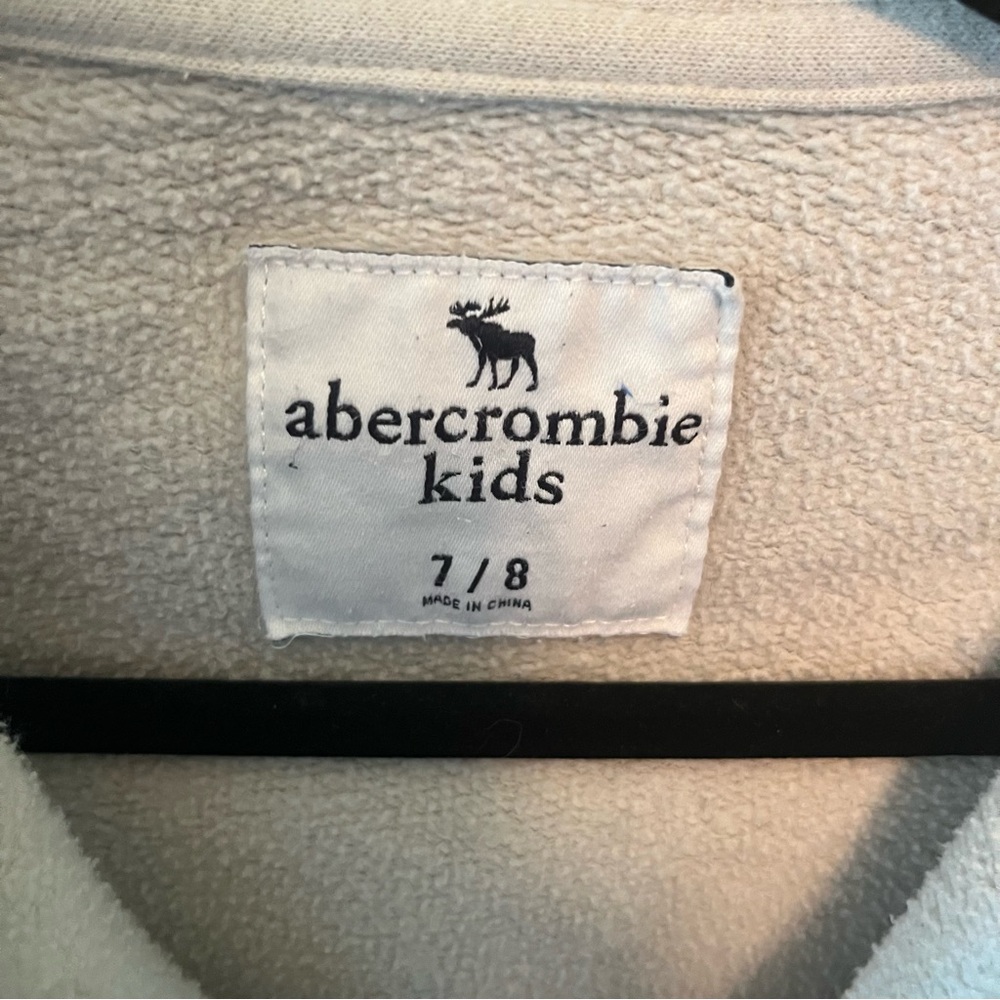 abercrombie
kids
7 / 8
MADE IN CHINA